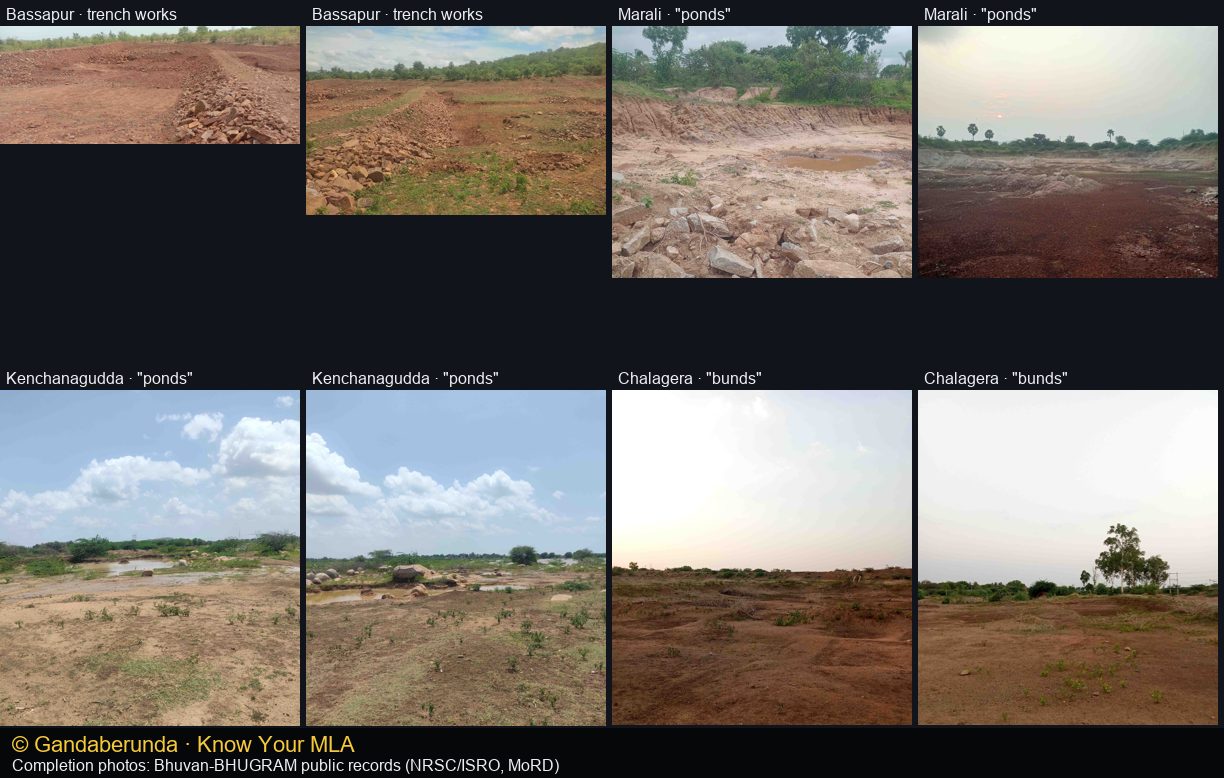 Bassapur · trench works
Bassapur · trench works
Marali · "ponds"
Marali · "ponds"
Kenchanagudda · "ponds"
Kenchanagudda · "ponds"
Chalagera · "bunds"
Chalagera · "bunds"
© Gandaberunda · Know Your MLA
Completion photos: Bhuvan-BHUGRAM public records (NRSC/ISRO, MoRD)